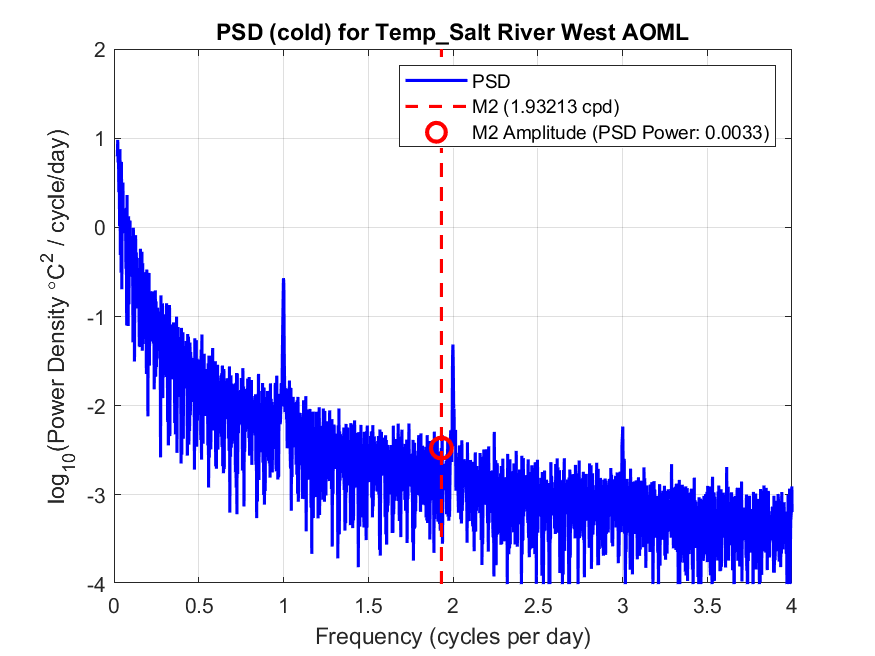 PSD (cold) for Temp_Salt River West AOML
PSD
M2 (1.93213 cpd)
M2 Amplitude (PSD Power: 0.0033)
log10(Power Density °C2 / cycle/day)
2
1
0
-1
-2
-3
-4
0 0.5 1 1.5 2 2.5 3 3.5 4
Frequency (cycles per day)